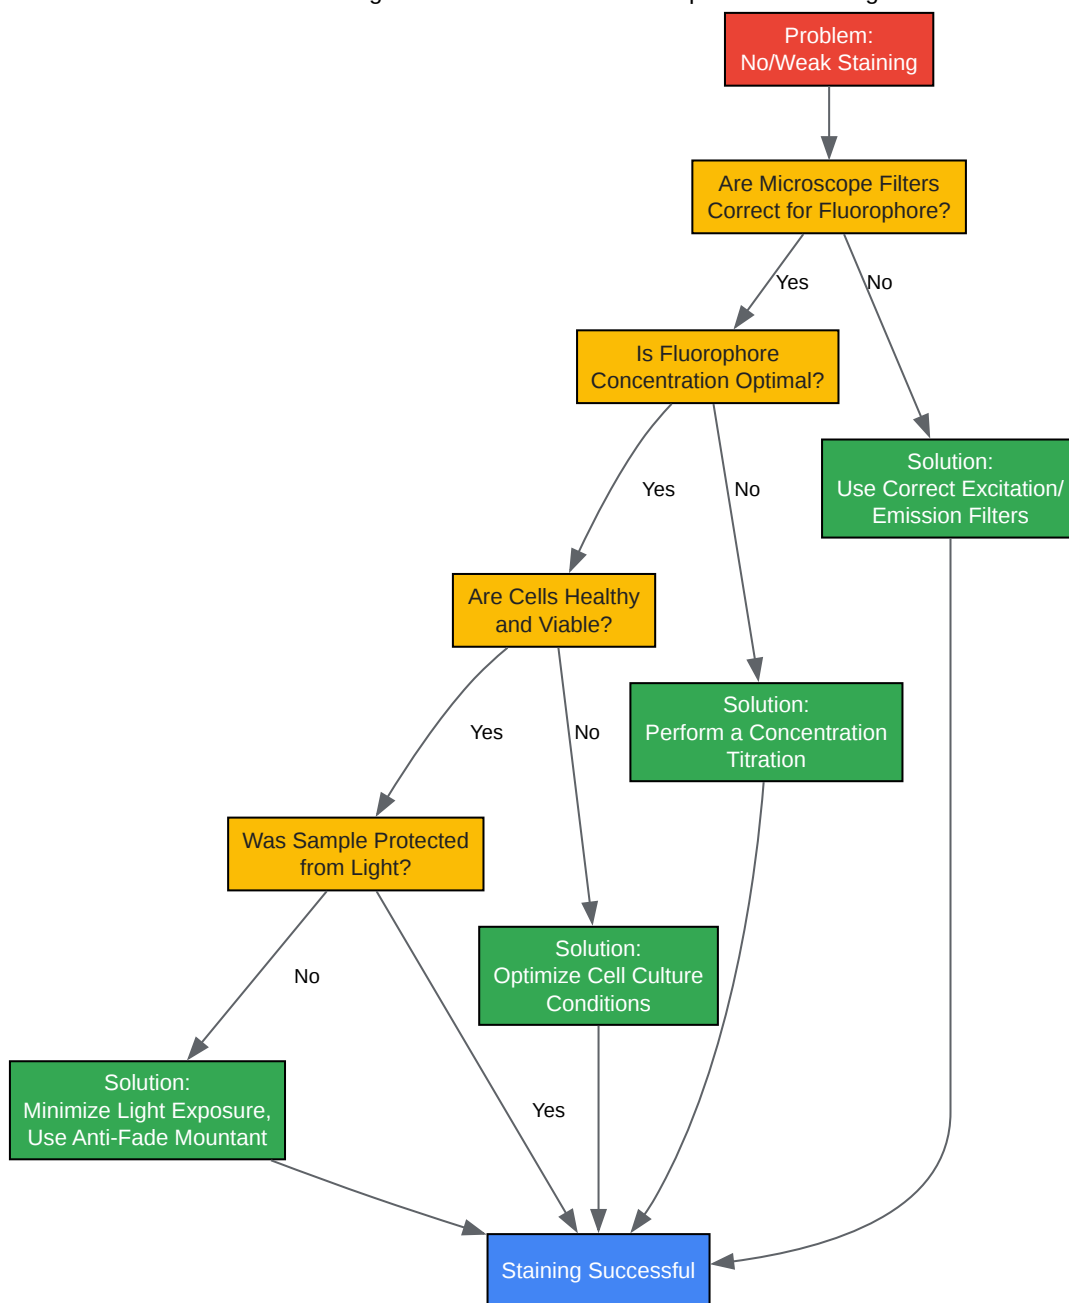 Problem:
No/Weak Staining
Are Microscope Filters
Correct for Fluorophore?
Yes
No
Is Fluorophore
Concentration Optimal?
Solution:
Use Correct Excitation/
Emission Filters
Yes
No
Are Cells Healthy
and Viable?
Solution:
Perform a Concentration
Titration
Yes
No
Was Sample Protected
from Light?
Solution:
Optimize Cell Culture
Conditions
No
Yes
Solution:
Minimize Light Exposure,
Use Anti-Fade Mountant
Staining Successful